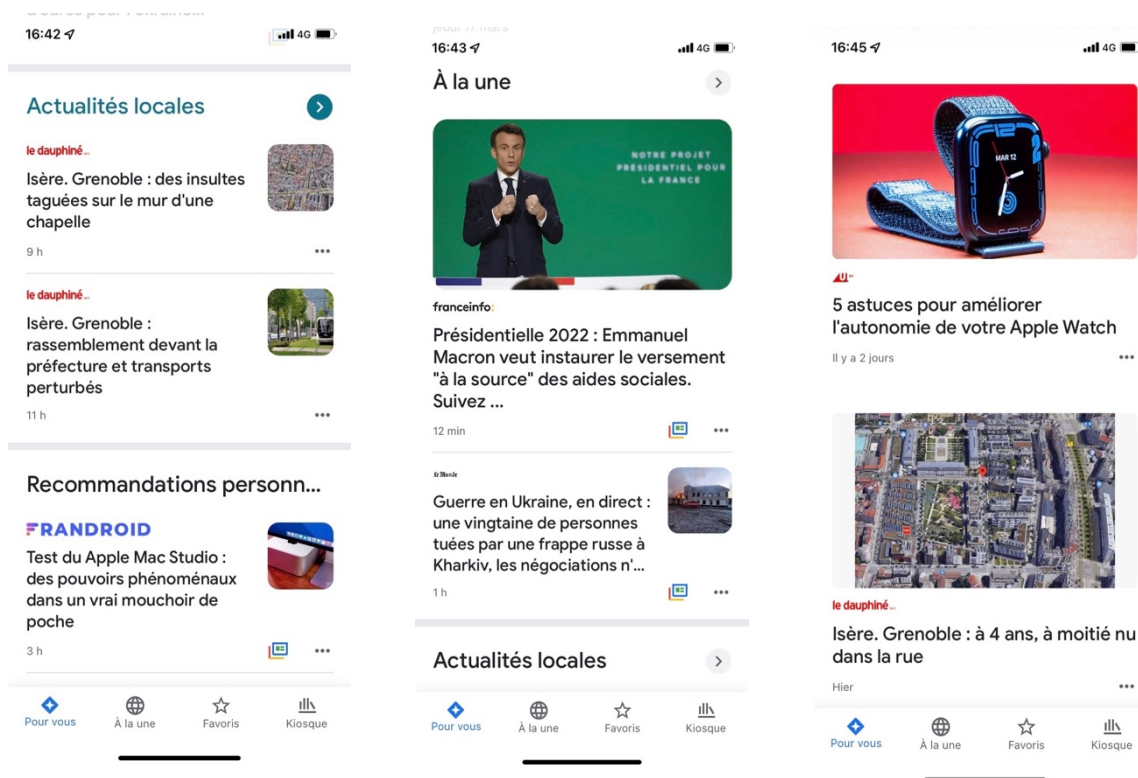 16:42
4G
Actualités locales
le dauphiné
Isère. Grenoble : des insultes
taguées sur le mur d'une
chapelle
9 h
le dauphiné
Isère. Grenoble :
rassemblement devant la
préfecture et transports
perturbés
11 h
Recommandations personn...
FRANDROID
Test du Apple Mac Studio :
des pouvoirs phénoménaux
dans un vrai mouchoir de
poche
3 h
Pour vous
À la une
Favoris
Kiosque
jeudi 17 mars
16:43
4G
À la une
NOTRE PROJET
PRÉSIDENTIEL POUR
LA FRANCE
franceinfo:
Présidentielle 2022 : Emmanuel
Macron veut instaurer le versement
"à la source" des aides sociales.
Suivez ...
12 min
Le Monde
Guerre en Ukraine, en direct :
une vingtaine de personnes
tuées par une frappe russe à
Kharkiv, les négociations n'...
1 h
Actualités locales
Pour vous
À la une
Favoris
Kiosque
16:45
4G
MAR 12
5 astuces pour améliorer
l'autonomie de votre Apple Watch
Il y a 2 jours
le dauphiné
Isère. Grenoble : à 4 ans, à moitié nu
dans la rue
Hier
Pour vous
À la une
Favoris
Kiosque